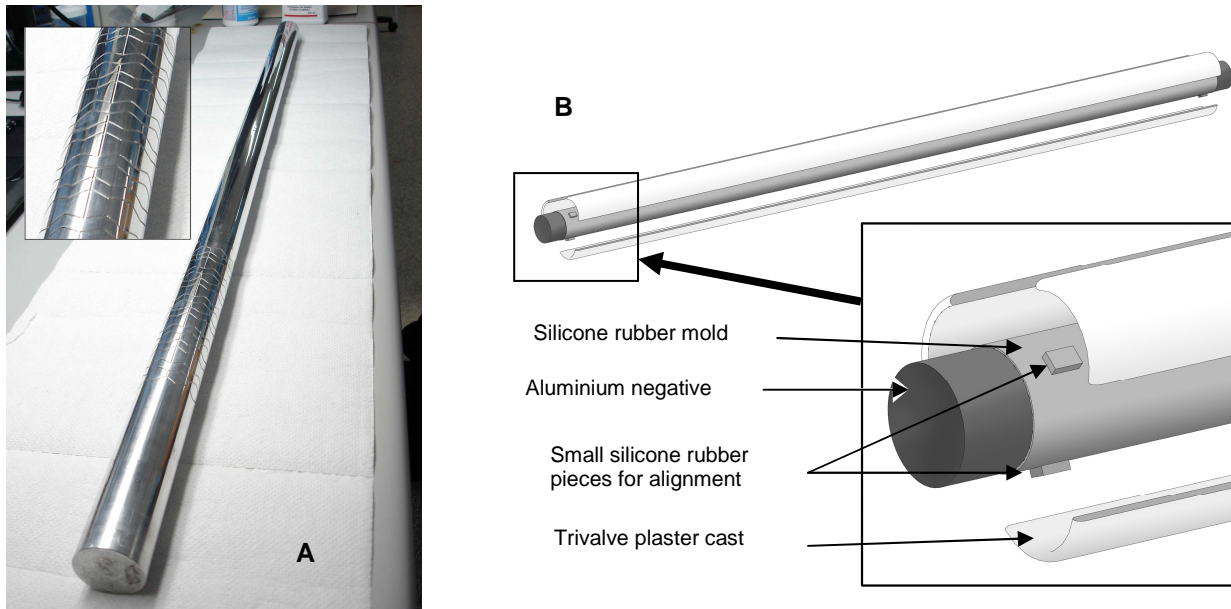 A
B
Silicone rubber mold
Aluminium negative
Small silicone rubber
pieces for alignment
Trivalve plaster cast